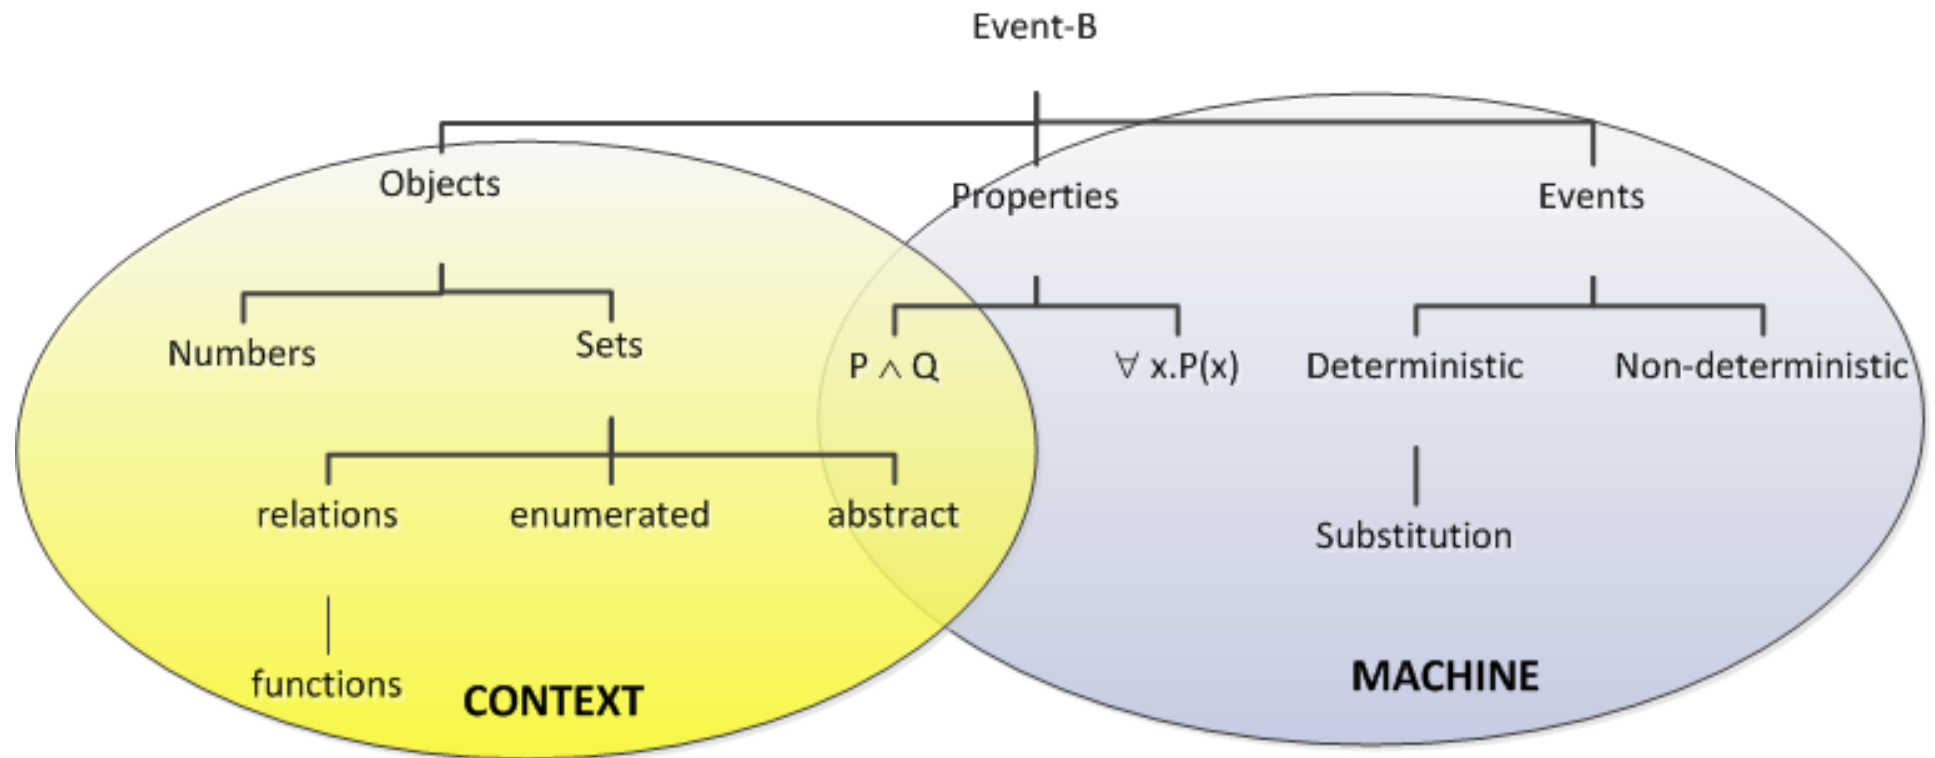 Event-B
Objects
Properties
Events
Numbers
Sets
P ∧ Q
∀ x.P(x)
Deterministic
Non-deterministic
relations
enumerated
abstract
Substitution
functions
CONTEXT
MACHINE